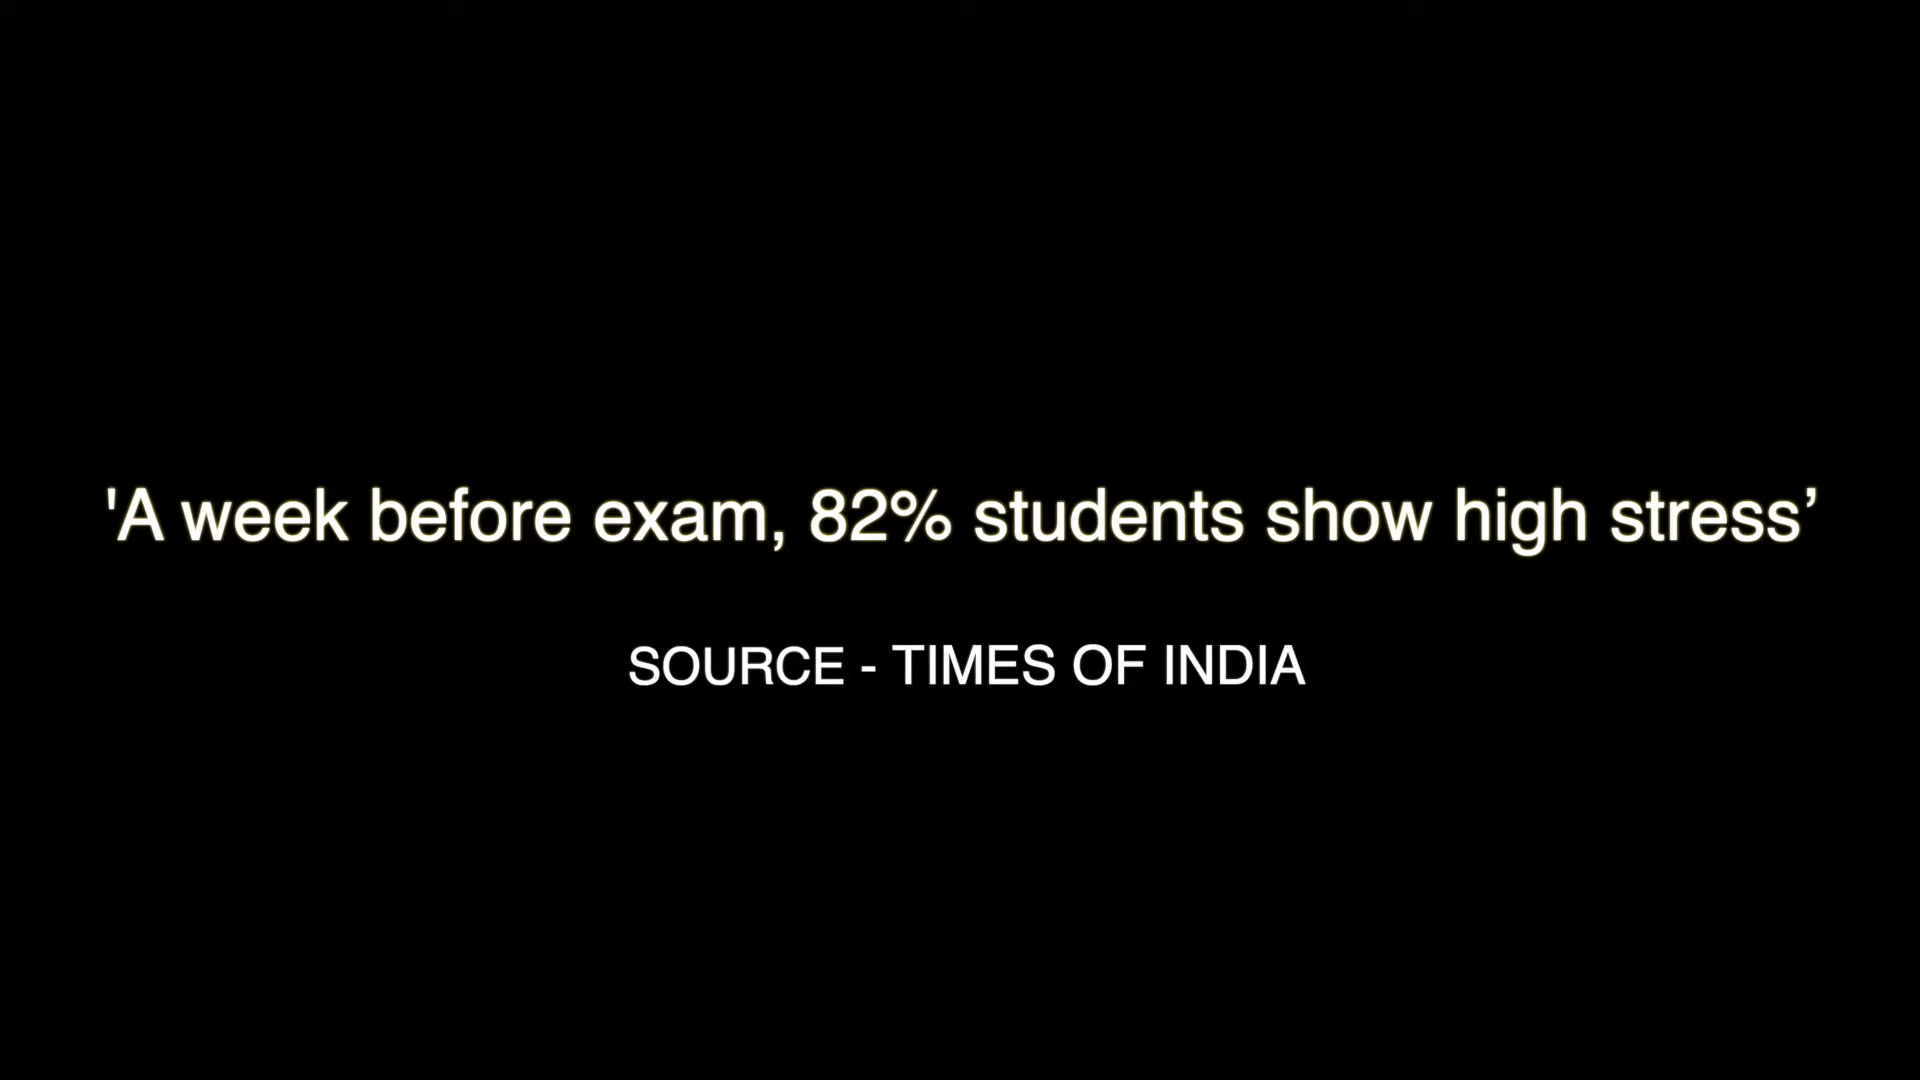 'A week before exam, 82% students show high stress’
SOURCE - TIMES OF INDIA